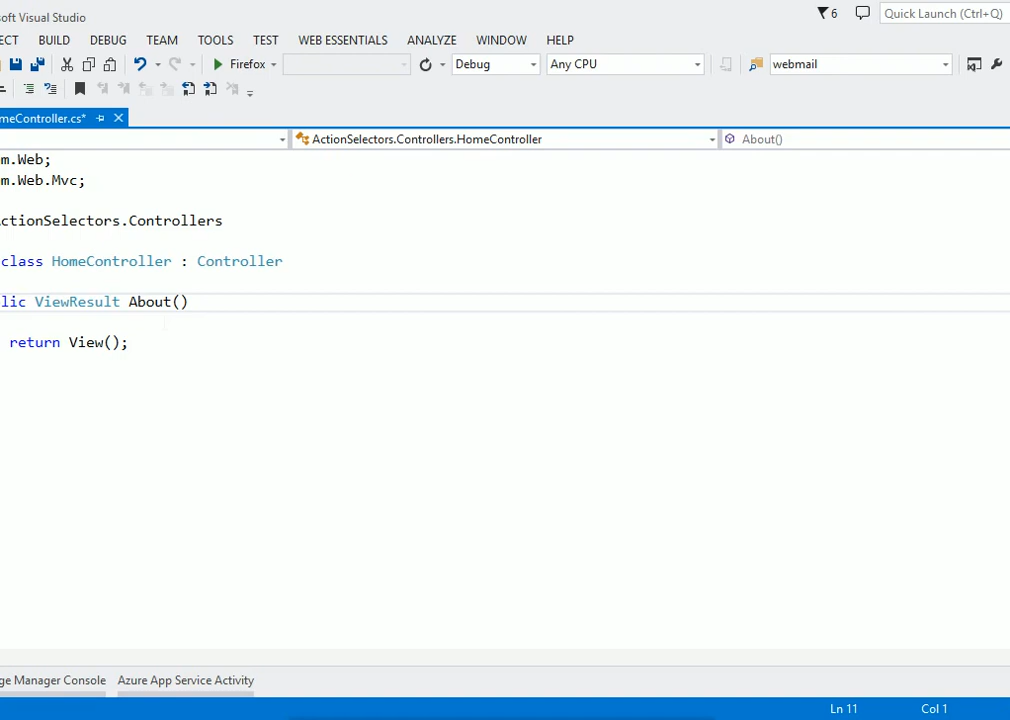 soft Visual Studio
6
Quick Launch (Ctrl+Q)
ECT BUILD DEBUG TEAM TOOLS TEST WEB ESSENTIALS ANALYZE WINDOW HELP
Firefox Debug Any CPU webmail
meController.cs*
ActionSelectors.Controllers.HomeController About()
m.Web;
m.Web.Mvc;
ctionSelectors.Controllers
class HomeController : Controller
lic ViewResult About()
return View();
ge Manager Console Azure App Service Activity
Ln 11 Col 1